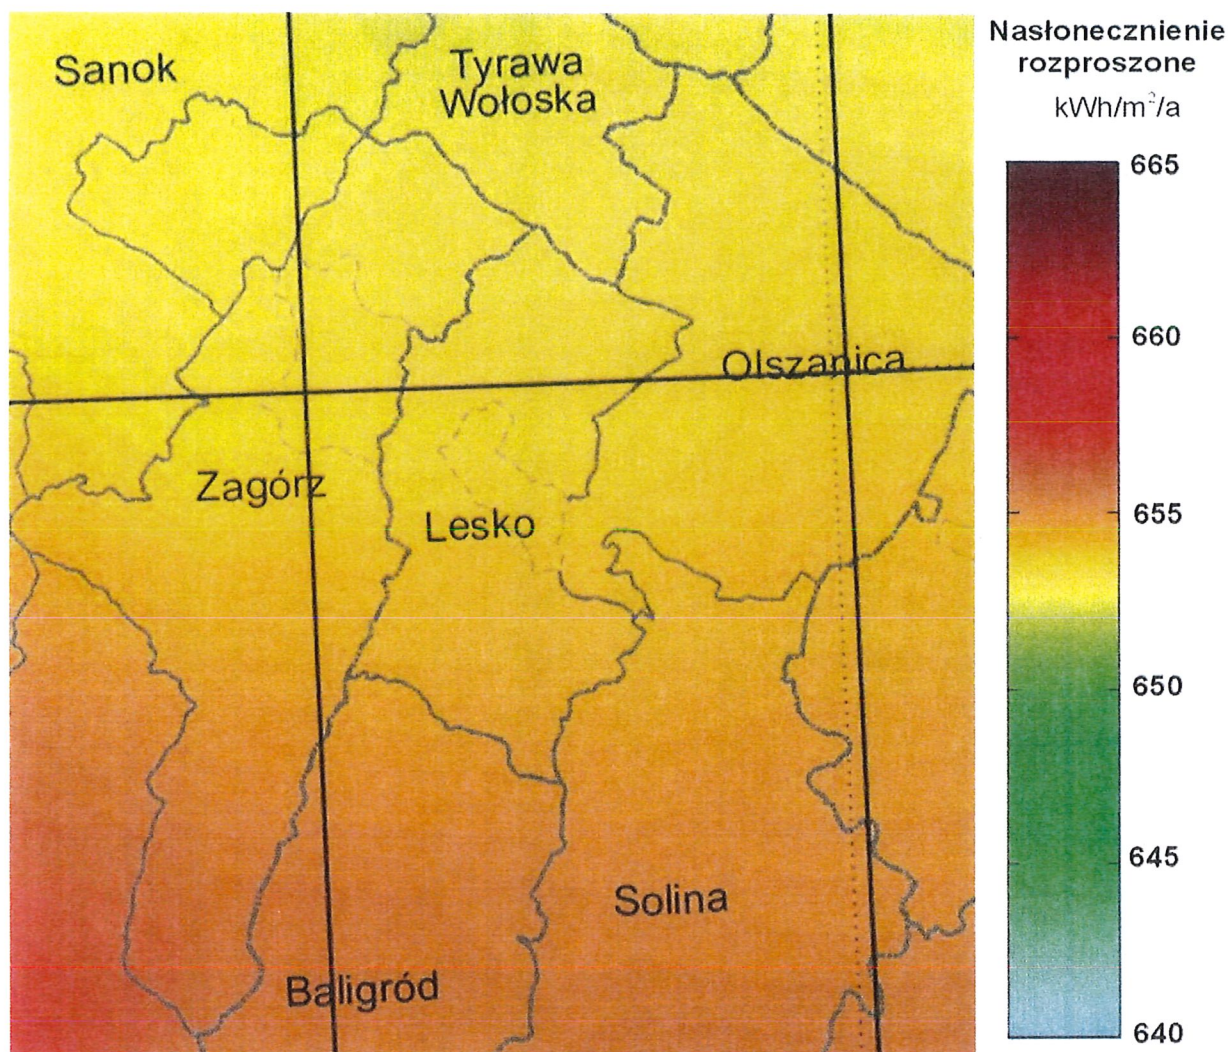 Sanok
Tyrawa
Wołoska
Olszanica
Zagórz
Lesko
Solina
Baligród
Nasłonecznienie
rozproszone
kWh/m²/a
665
660
655
650
645
640